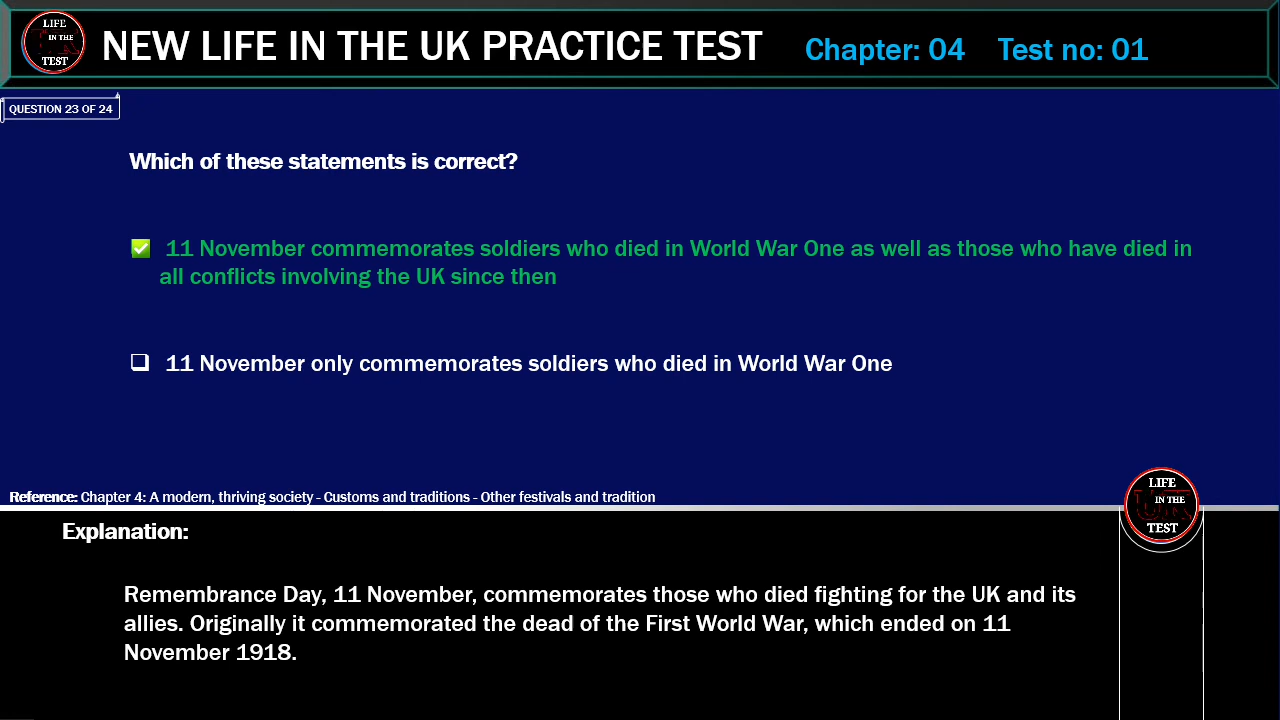 LIFE
IN THE
UK
TEST
NEW LIFE IN THE UK PRACTICE TEST
Chapter: 04
Test no: 01
QUESTION 23 OF 24
Which of these statements is correct?
11 November commemorates soldiers who died in World War One as well as those who have died in
all conflicts involving the UK since then
11 November only commemorates soldiers who died in World War One
Reference: Chapter 4: A modern, thriving society - Customs and traditions - Other festivals and tradition
LIFE
IN THE
UK
TEST
Explanation:
Remembrance Day, 11 November, commemorates those who died fighting for the UK and its
allies. Originally it commemorated the dead of the First World War, which ended on 11
November 1918.